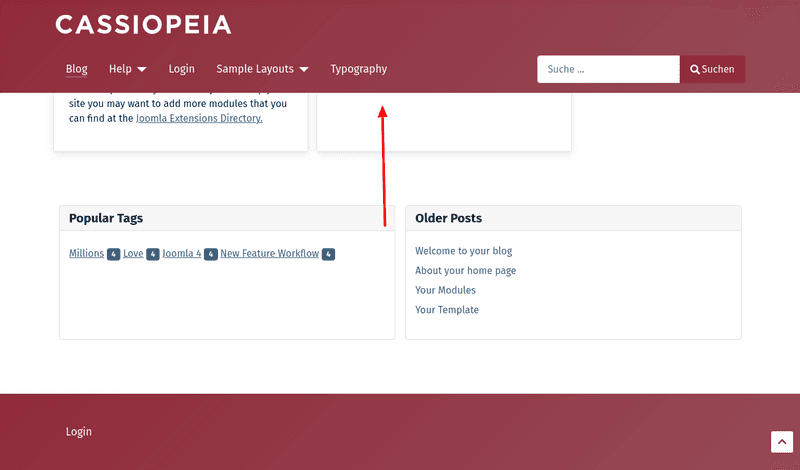 CASSIOPEIA
Blog Help Login Sample Layouts Typography Suche ... Suchen
site you may want to add more modules that you
can find at the Joomla Extensions Directory.
Popular Tags
Millions 4 Love 4 Joomla 4 4 New Feature Workflow 4
Older Posts
Welcome to your blog
About your home page
Your Modules
Your Template
Login